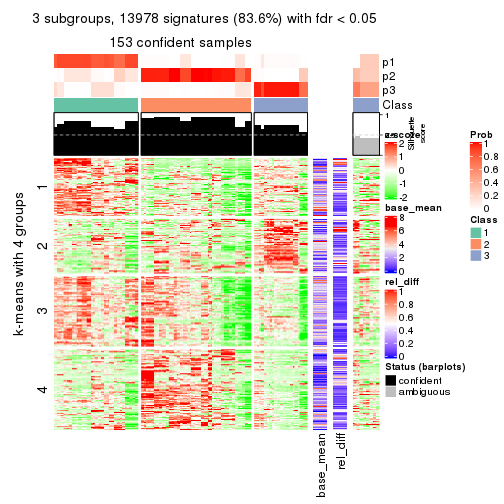 3 subgroups, 13978 signatures (83.6%) with fdr < 0.05
153 confident samples
p1
p2
p3
Class
1
0
Silhouette
score
k-means with 4 groups
1
2
3
4
z-score
2
1
0
-1
-2
base_mean
8
6
4
2
0
rel_diff
1
0.8
0.6
0.4
0.2
0
Status (barplots)
confident
ambiguous
Prob
1
0.8
0.6
0.4
0.2
0
Class
1
2
3
base_mean
rel_diff